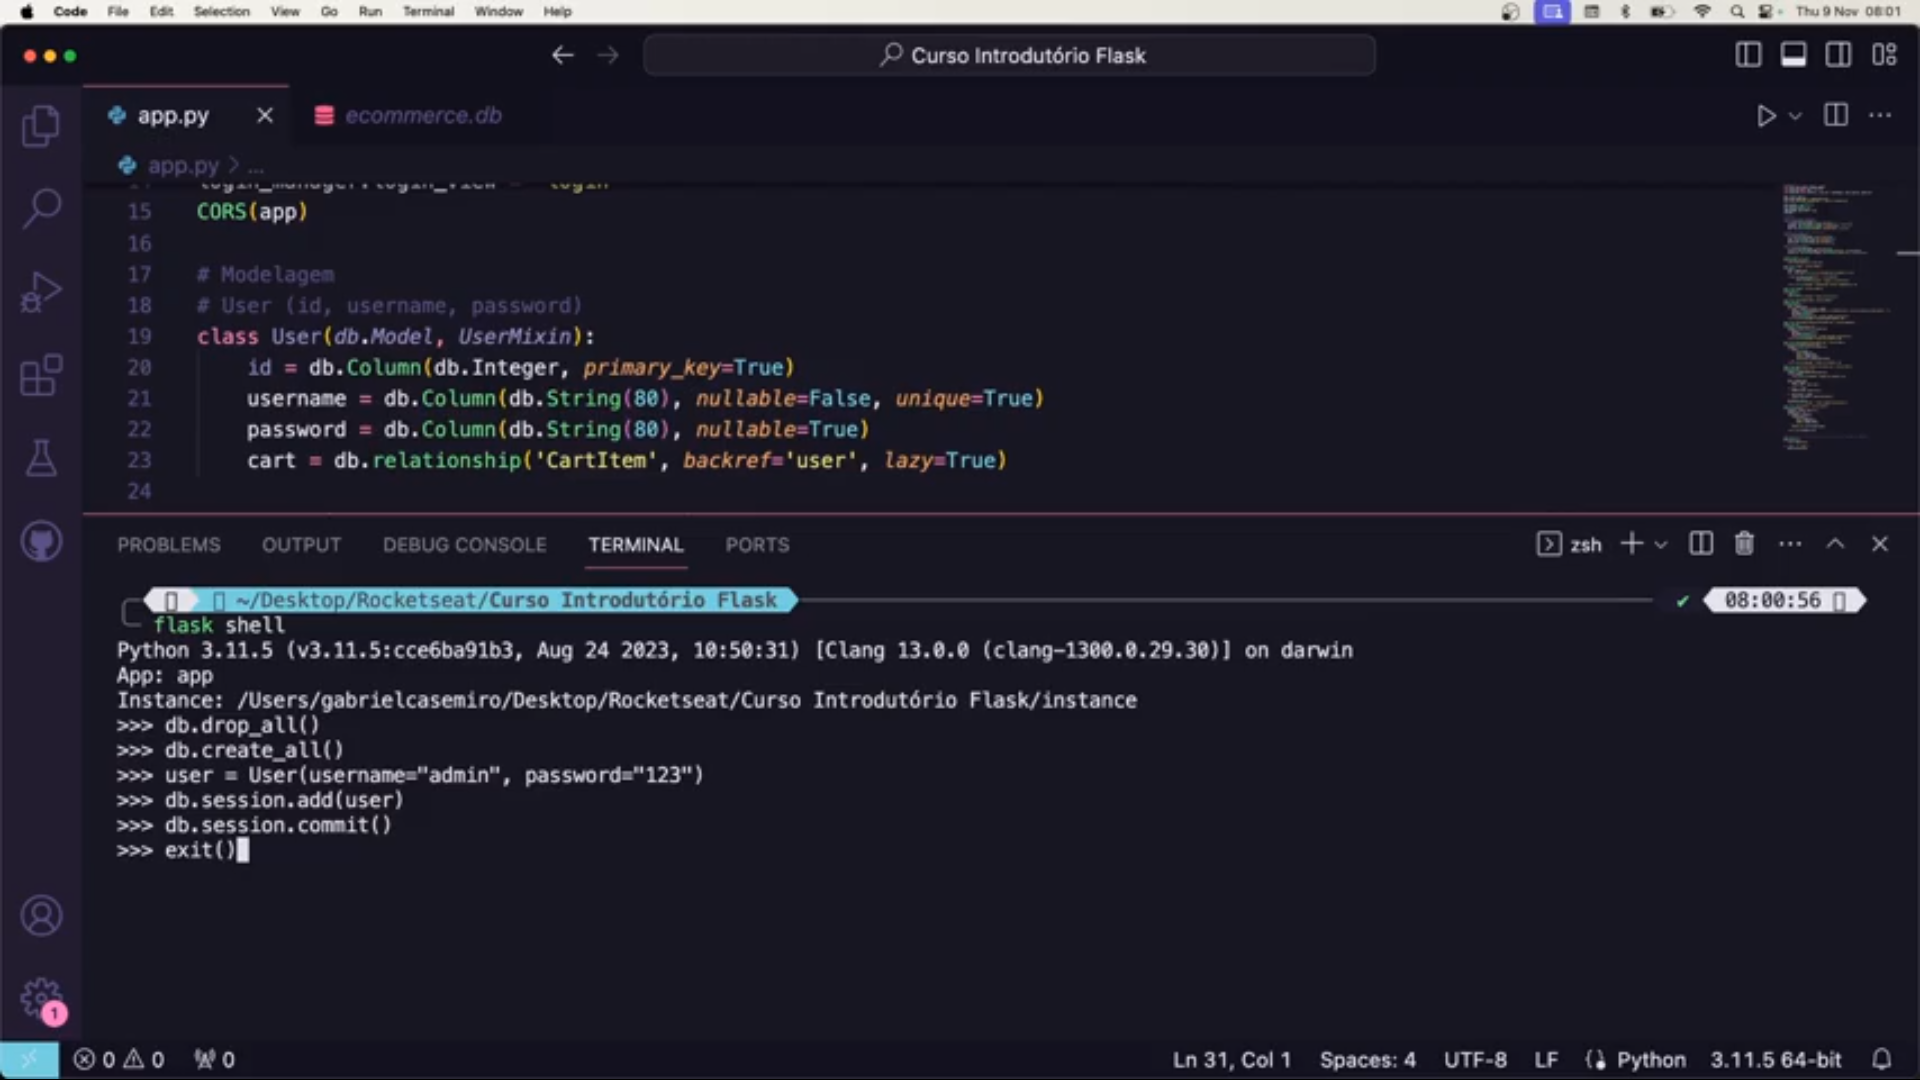 Code File Edit Selection View Go Run Terminal Window Help Thu 9 Nov 08:01
Curso Introdutório Flask
app.py ecommerce.db
app.py > ...
login_manager.login_view = 'login'
15 CORS(app)
16
17 # Modelagem
18 # User (id, username, password)
19 class User(db.Model, UserMixin):
20 id = db.Column(db.Integer, primary_key=True)
21 username = db.Column(db.String(80), nullable=False, unique=True)
22 password = db.Column(db.String(80), nullable=True)
23 cart = db.relationship('CartItem', backref='user', lazy=True)
24
PROBLEMS OUTPUT DEBUG CONSOLE TERMINAL PORTS zsh
~/Desktop/Rocketseat/Curso Introdutório Flask 08:00:56
flask shell
Python 3.11.5 (v3.11.5:cce6ba91b3, Aug 24 2023, 10:50:31) [Clang 13.0.0 (clang-1300.0.29.30)] on darwin
App: app
Instance: /Users/gabrielcasemiro/Desktop/Rocketseat/Curso Introdutório Flask/instance
>>> db.drop_all()
>>> db.create_all()
>>> user = User(username="admin", password="123")
>>> db.session.add(user)
>>> db.session.commit()
>>> exit()
1
0 0 0 Ln 31, Col 1 Spaces: 4 UTF-8 LF Python 3.11.5 64-bit